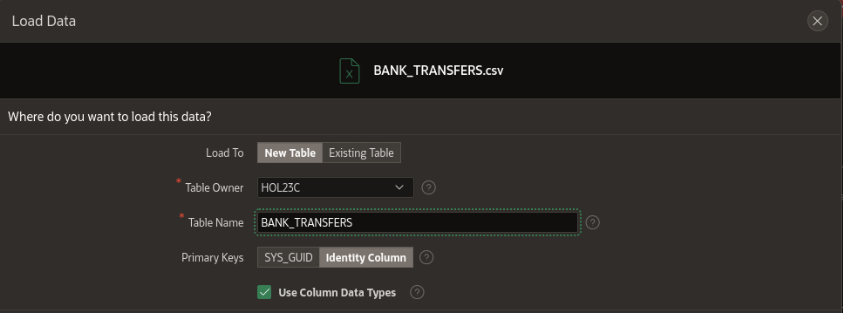 Load Data
BANK_TRANSFERS.csv
Where do you want to load this data?
Load To New Table Existing Table
* Table Owner HOL23C ?
* Table Name BANK_TRANSFERS ?
Primary Keys SYS_GUID Identity Column ?
Use Column Data Types ?